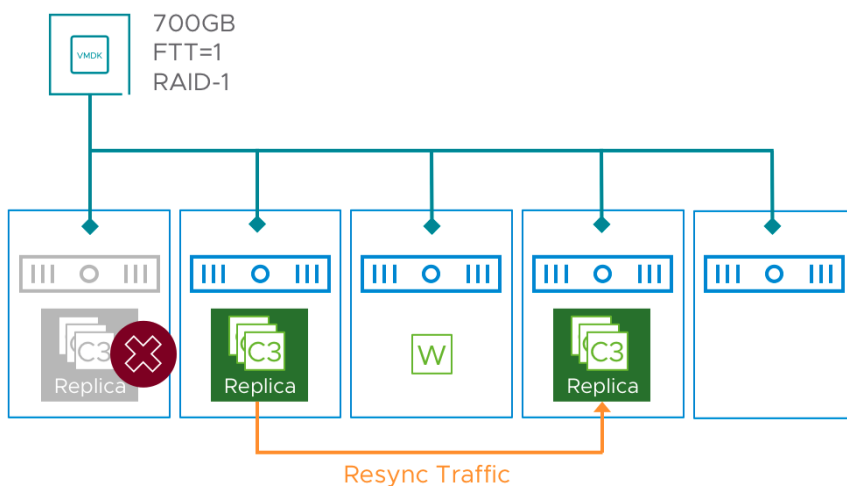 VMDK
700GB
FTT=1
RAID-1
C3
Replica
C3
Replica
W
C3
Replica
Resync Traffic